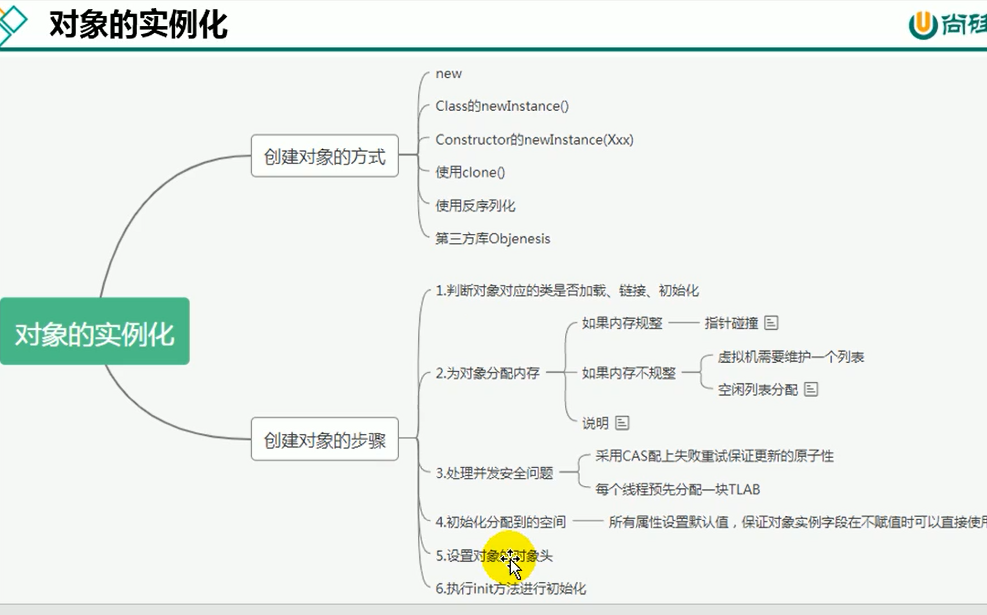 对象的实例化
尚硅
new
Class的newInstance()
Constructor的newInstance(Xxx)
创建对象的方式
使用clone()
使用反序列化
第三方库Objenesis
1.判断对象对应的类是否加载、链接、初始化
对象的实例化
如果内存规整
指针碰撞
虚拟机需要维护一个列表
2.为对象分配内存
如果内存不规整
空闲列表分配
说明
创建对象的步骤
采用CAS配上失败重试保证更新的原子性
3.处理并发安全问题
每个线程预先分配一块TLAB
4.初始化分配到的空间
所有属性设置默认值，保证对象实例字段在不赋值时可以直接使用
5.设置对象的对象头
6.执行init方法进行初始化